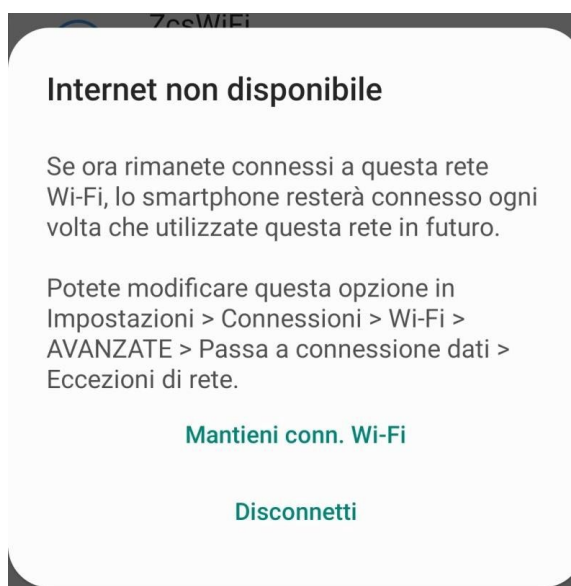 ZcsWiFi
Internet non disponibile
Se ora rimanete connessi a questa rete
Wi-Fi, lo smartphone resterà connesso ogni
volta che utilizzate questa rete in futuro.
Potete modificare questa opzione in
Impostazioni > Connessioni > Wi-Fi >
AVANZATE > Passa a connessione dati >
Eccezioni di rete.
Mantieni conn. Wi-Fi
Disconnetti